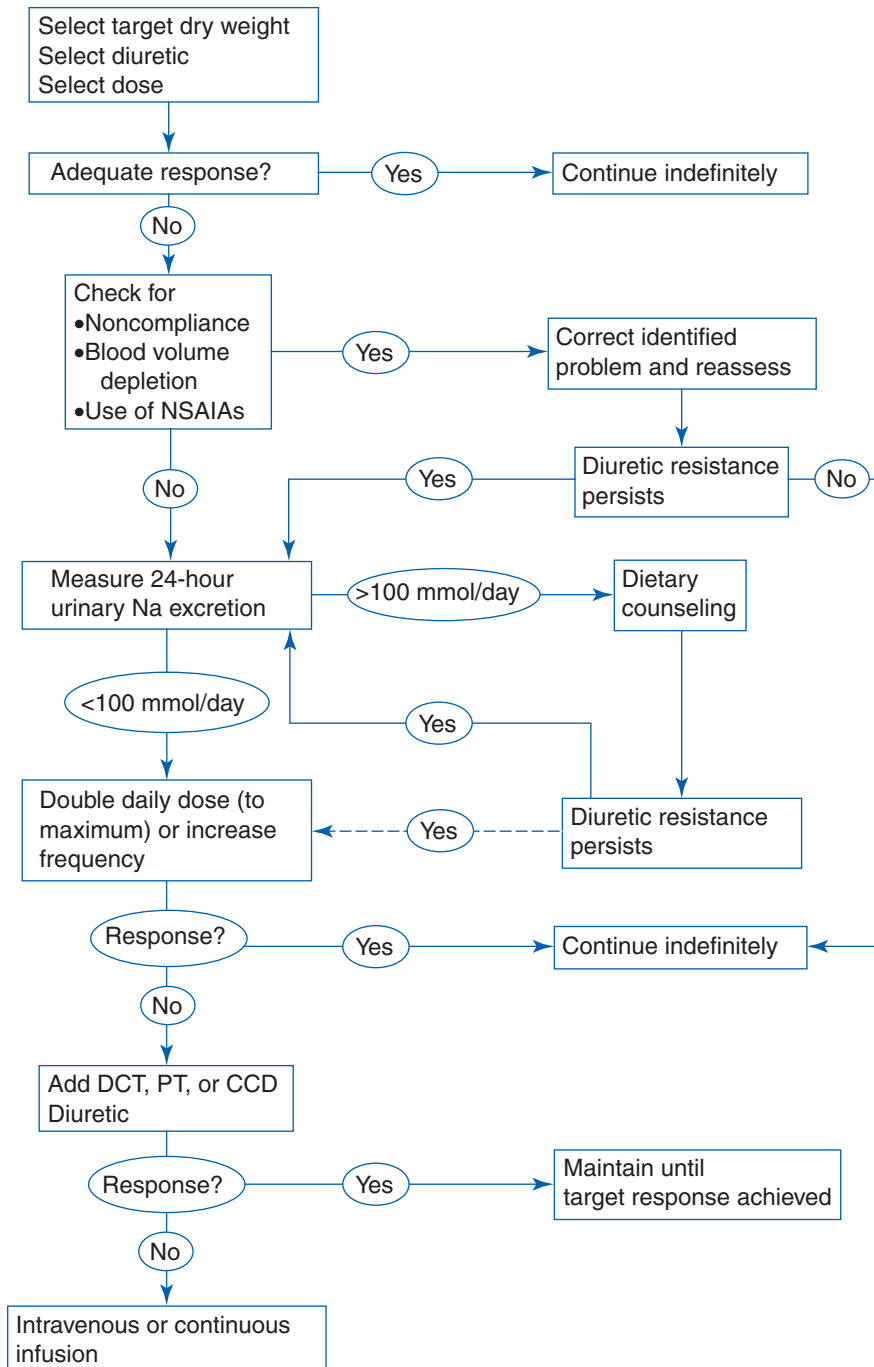 Select target dry weight
Select diuretic
Select dose
Adequate response?
Yes
Continue indefinitely
No
Check for
•Noncompliance
•Blood volume
depletion
•Use of NSAIAs
Yes
Correct identified
problem and reassess
No
Yes
Diuretic resistance
persists
No
Measure 24-hour
urinary Na excretion
>100 mmol/day
Dietary
counseling
<100 mmol/day
Yes
Double daily dose (to
maximum) or increase
frequency
Yes
Diuretic resistance
persists
Response?
Yes
Continue indefinitely
No
Add DCT, PT, or CCD
Diuretic
Response?
Yes
Maintain until
target response achieved
No
Intravenous or continuous
infusion